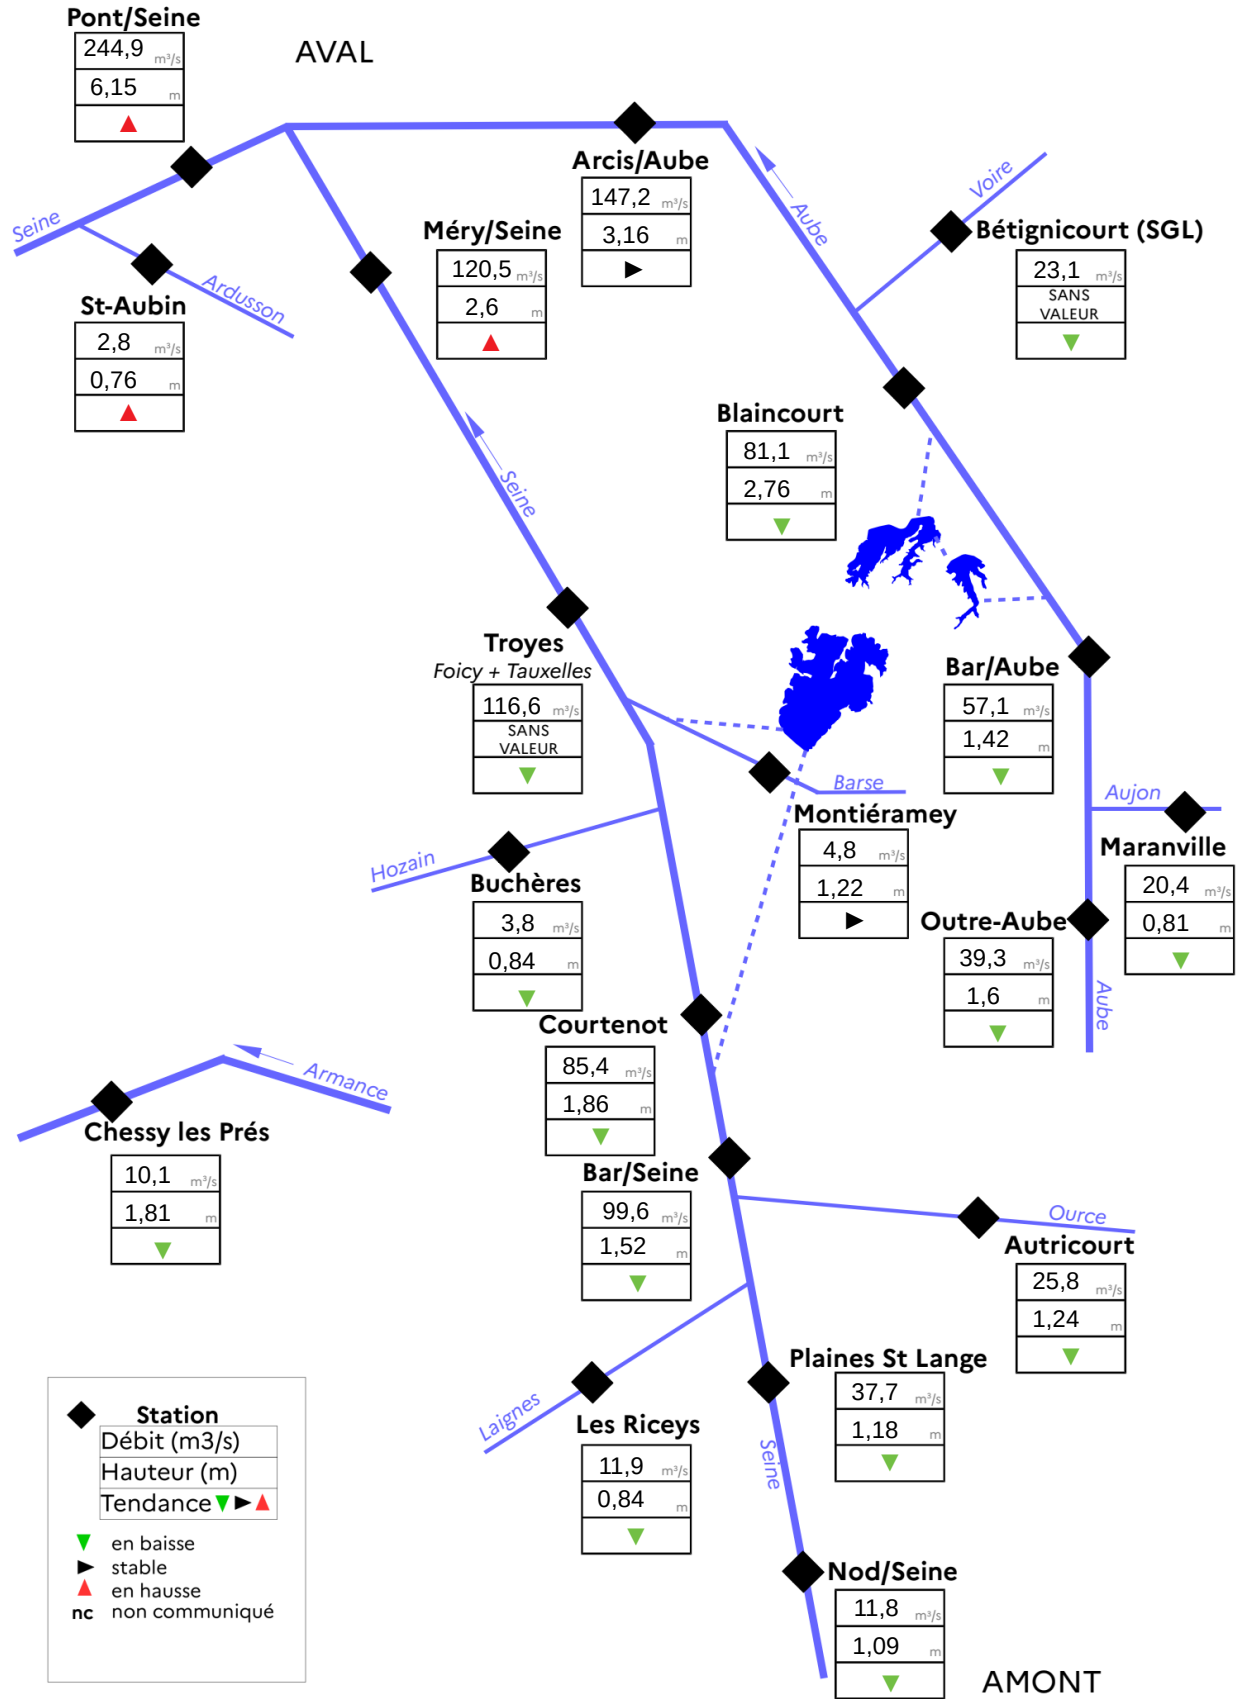 Pont/Seine
244,9 m³/s
6,15 m
AVAL
Arcis/Aube
147,2 m³/s
3,16 m
Voire
Aube
Bétignicourt (SGL)
23,1 m³/s
SANS
VALEUR
Seine
Méry/Seine
120,5 m³/s
2,6 m
Ardusson
St-Aubin
2,8 m³/s
0,76 m
Blaincourt
81,1 m³/s
2,76 m
Seine
Troyes
Foicy + Tauxelles
116,6 m³/s
SANS
VALEUR
Bar/Aube
57,1 m³/s
1,42 m
Barse
Aujon
Montiéramey
4,8 m³/s
1,22 m
Maranville
20,4 m³/s
0,81 m
Hozain
Buchères
3,8 m³/s
0,84 m
Outre-Aube
39,3 m³/s
1,6 m
Aube
Courtenot
85,4 m³/s
1,86 m
Armance
Chessy les Prés
10,1 m³/s
1,81 m
Bar/Seine
99,6 m³/s
1,52 m
Ource
Autricourt
25,8 m³/s
1,24 m
Plaines St Lange
37,7 m³/s
1,18 m
Laignes
Les Riceys
11,9 m³/s
0,84 m
Seine
Nod/Seine
11,8 m³/s
1,09 m
AMONT
Station
Débit (m3/s)
Hauteur (m)
Tendance
en baisse
stable
en hausse
nc non communiqué